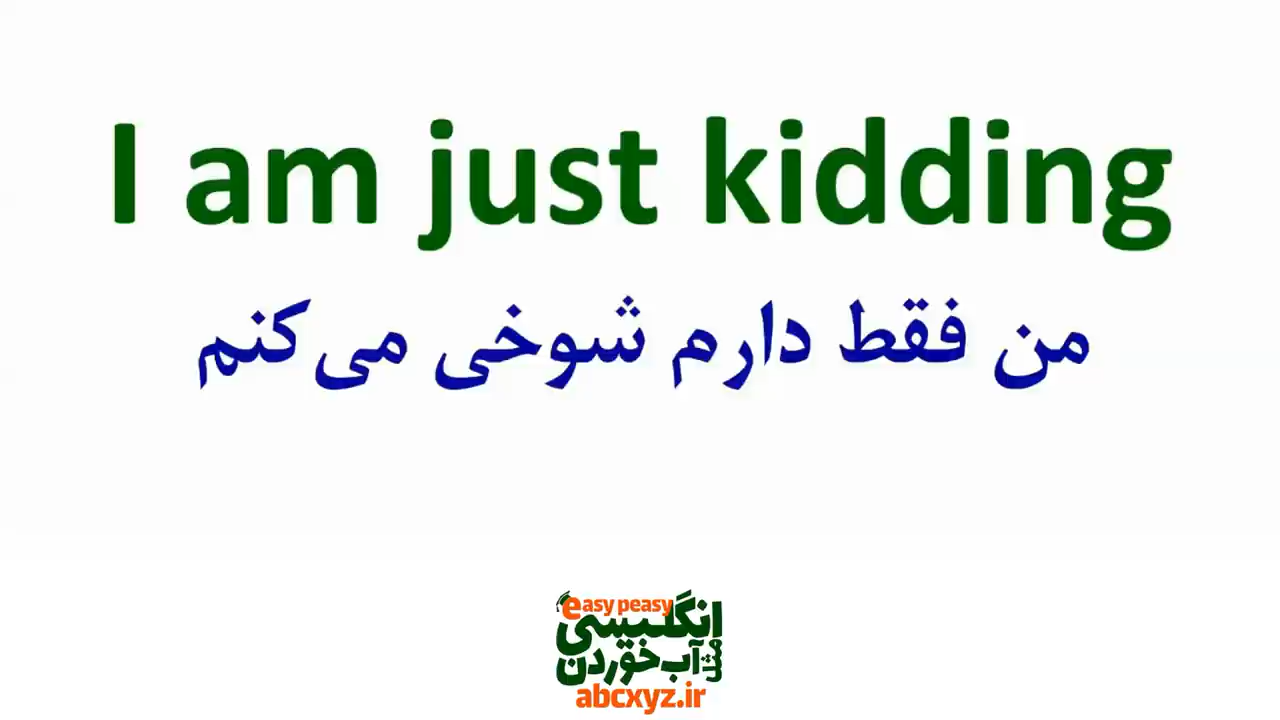 I am just kidding
من فقط دارم شوخی می‌کنم
easy peasy
انگلیسی
مثل آب خوردن
abcxyz.ir